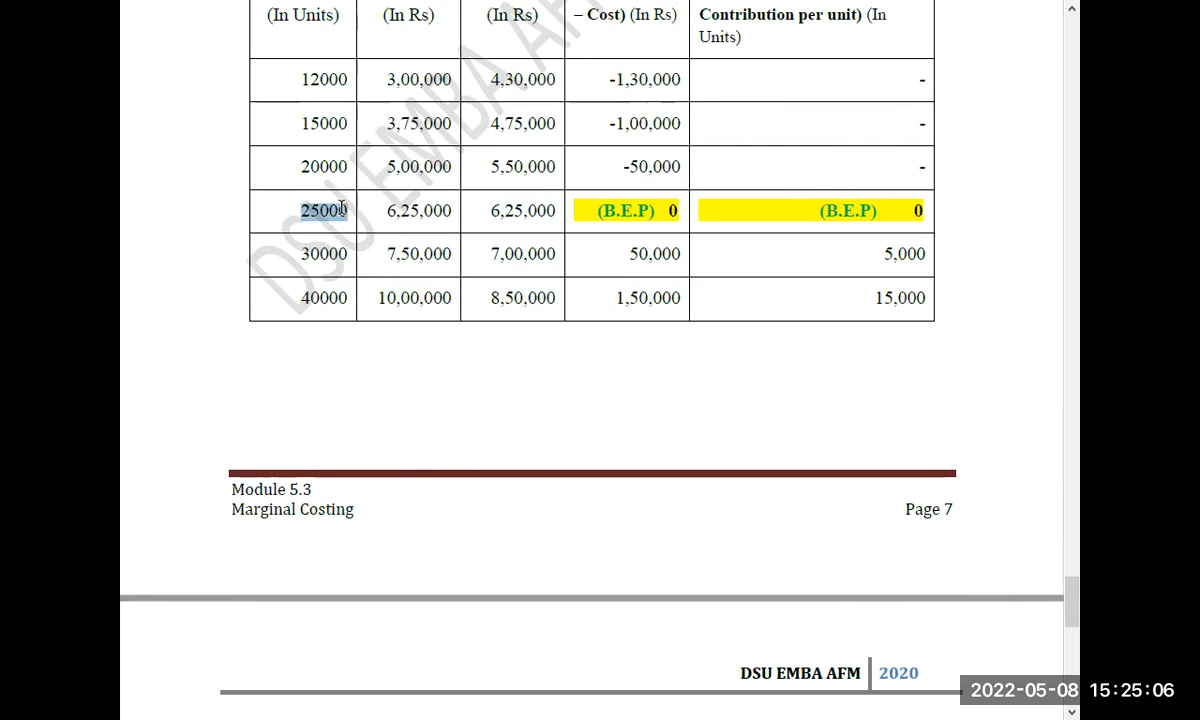 (In Units) (In Rs) (In Rs) – Cost) (In Rs) Contribution per unit) (In
Units)
12000 3,00,000 4,30,000 -1,30,000 -
15000 3,75,000 4,75,000 -1,00,000 -
20000 5,00,000 5,50,000 -50,000 -
25000 6,25,000 6,25,000 (B.E.P) 0 (B.E.P) 0
30000 7,50,000 7,00,000 50,000 5,000
40000 10,00,000 8,50,000 1,50,000 15,000
DSU EMBA AFM
Module 5.3
Marginal Costing Page 7
DSU EMBA AFM 2020
2022-05-08 15:25:06